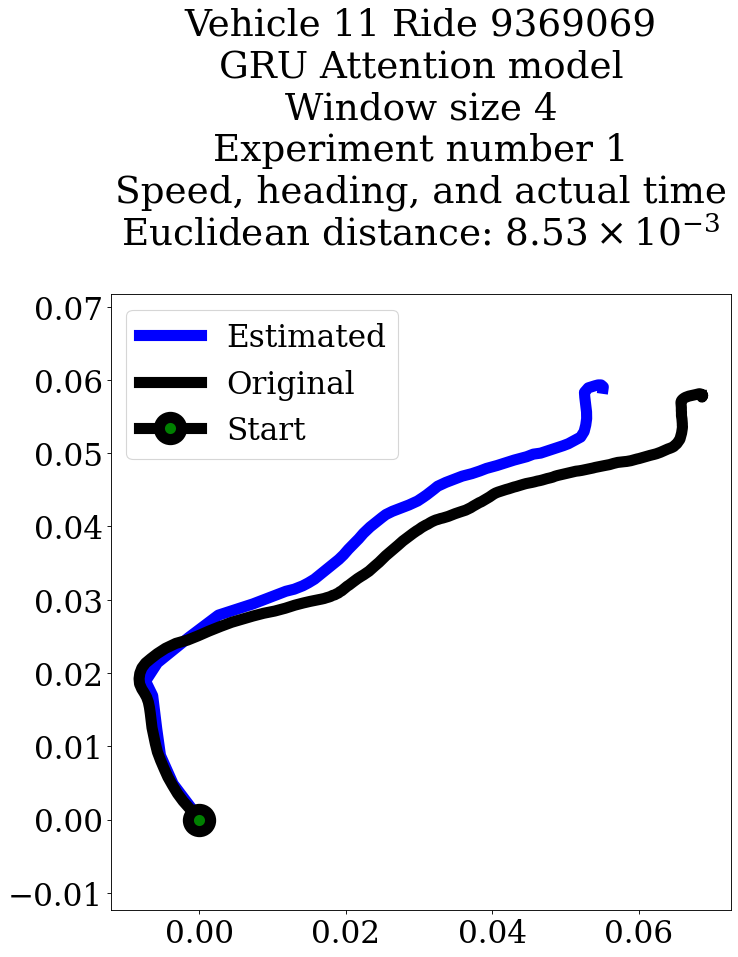 Vehicle 11 Ride 9369069
GRU Attention model
Window size 4
Experiment number 1
Speed, heading, and actual time
Euclidean distance: 8.53 × 10⁻³
0.07
0.06
0.05
0.04
0.03
0.02
0.01
0.00
−0.01
Estimated
Original
Start
0.00
0.02
0.04
0.06